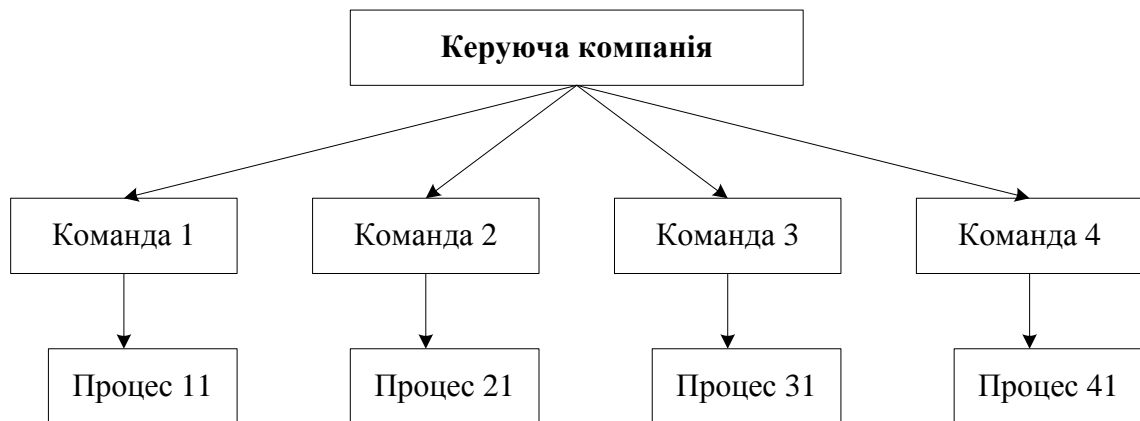 Керуюча компанія
Команда 1
Команда 2
Команда 3
Команда 4
Процес 11
Процес 21
Процес 31
Процес 41